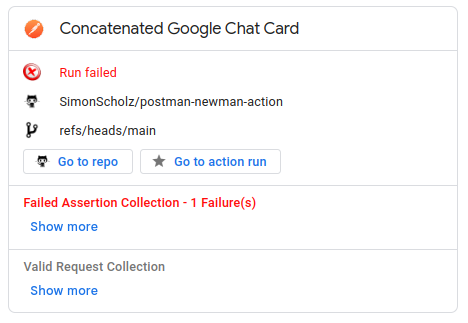 Concatenated Google Chat Card
Run failed
SimonScholz/postman-newman-action
refs/heads/main
Go to repo
Go to action run
Failed Assertion Collection - 1 Failure(s)
Show more
Valid Request Collection
Show more